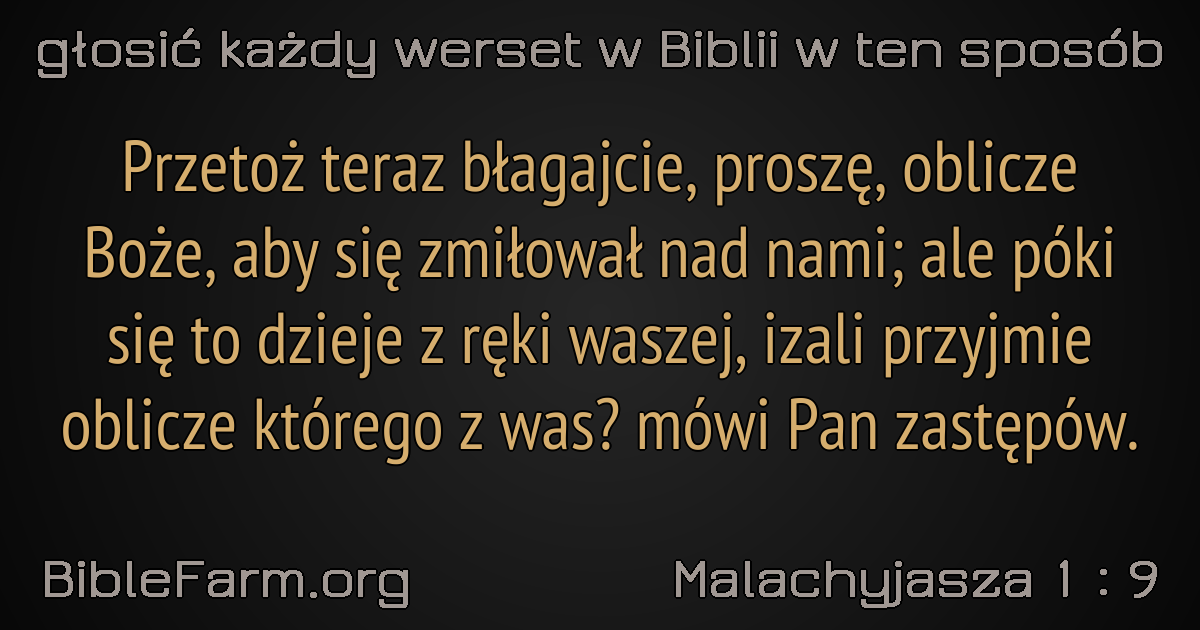 głosić każdy werset w Biblii w ten sposób
Przetoż teraz błagajcie, proszę, oblicze
Boże, aby się zmiłował nad nami; ale póki
się to dzieje z ręki waszej, izali przyjmie
oblicze którego z was? mówi Pan zastępów.
BibleFarm.org
Malachyjasza 1 : 9